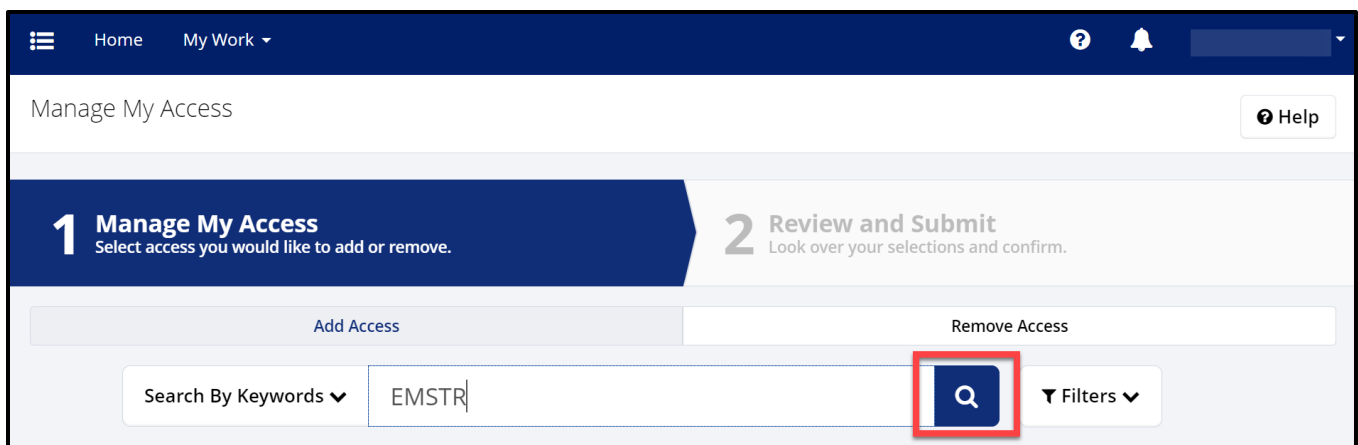 Home My Work
Manage My Access
Help
1 Manage My Access
Select access you would like to add or remove.
2 Review and Submit
Look over your selections and confirm.
Add Access
Remove Access
Search By Keywords
EMSTR
Filters